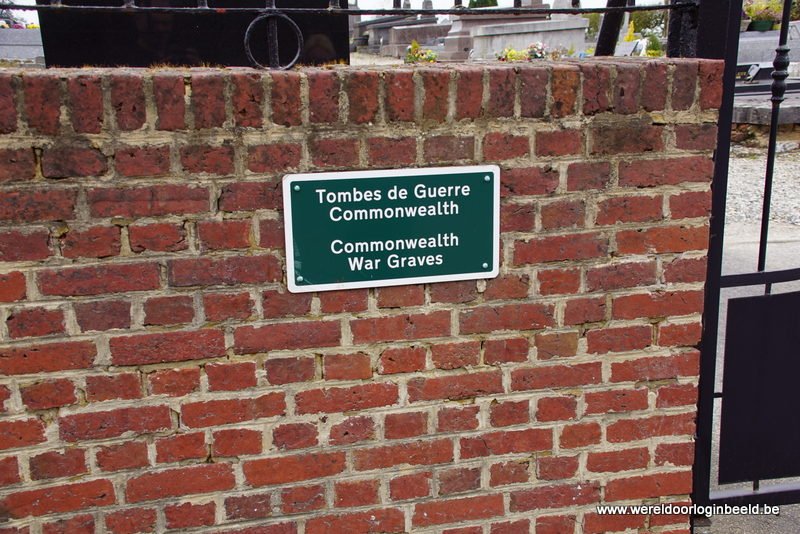 Tombes de Guerre
Commonwealth
Commonwealth
War Graves
www.wereldoorloginbeeld.be